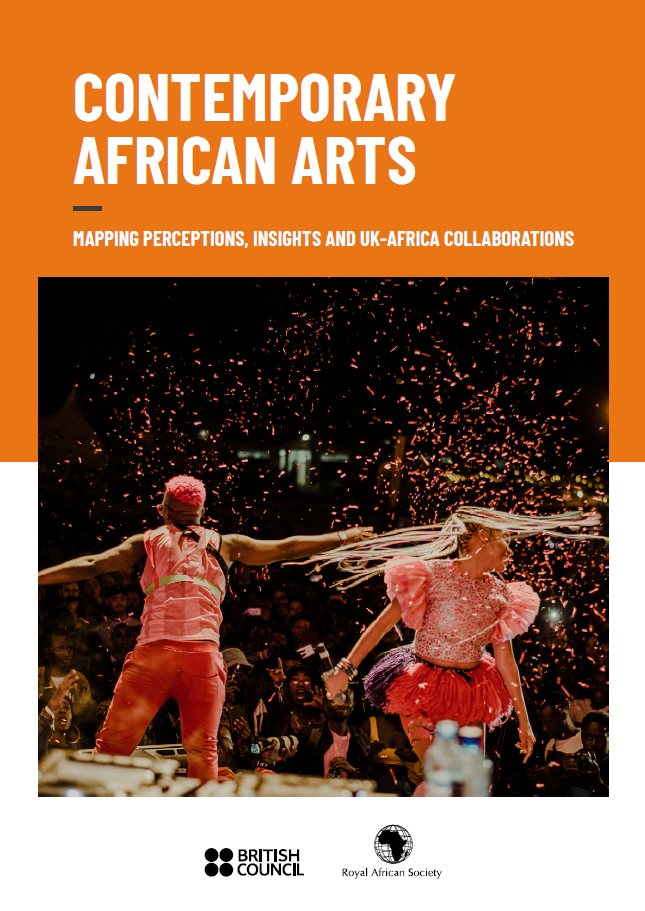 CONTEMPORARY
AFRICAN ARTS
MAPPING PERCEPTIONS, INSIGHTS AND UK-AFRICA COLLABORATIONS
BRITISH
COUNCIL
Royal African Society